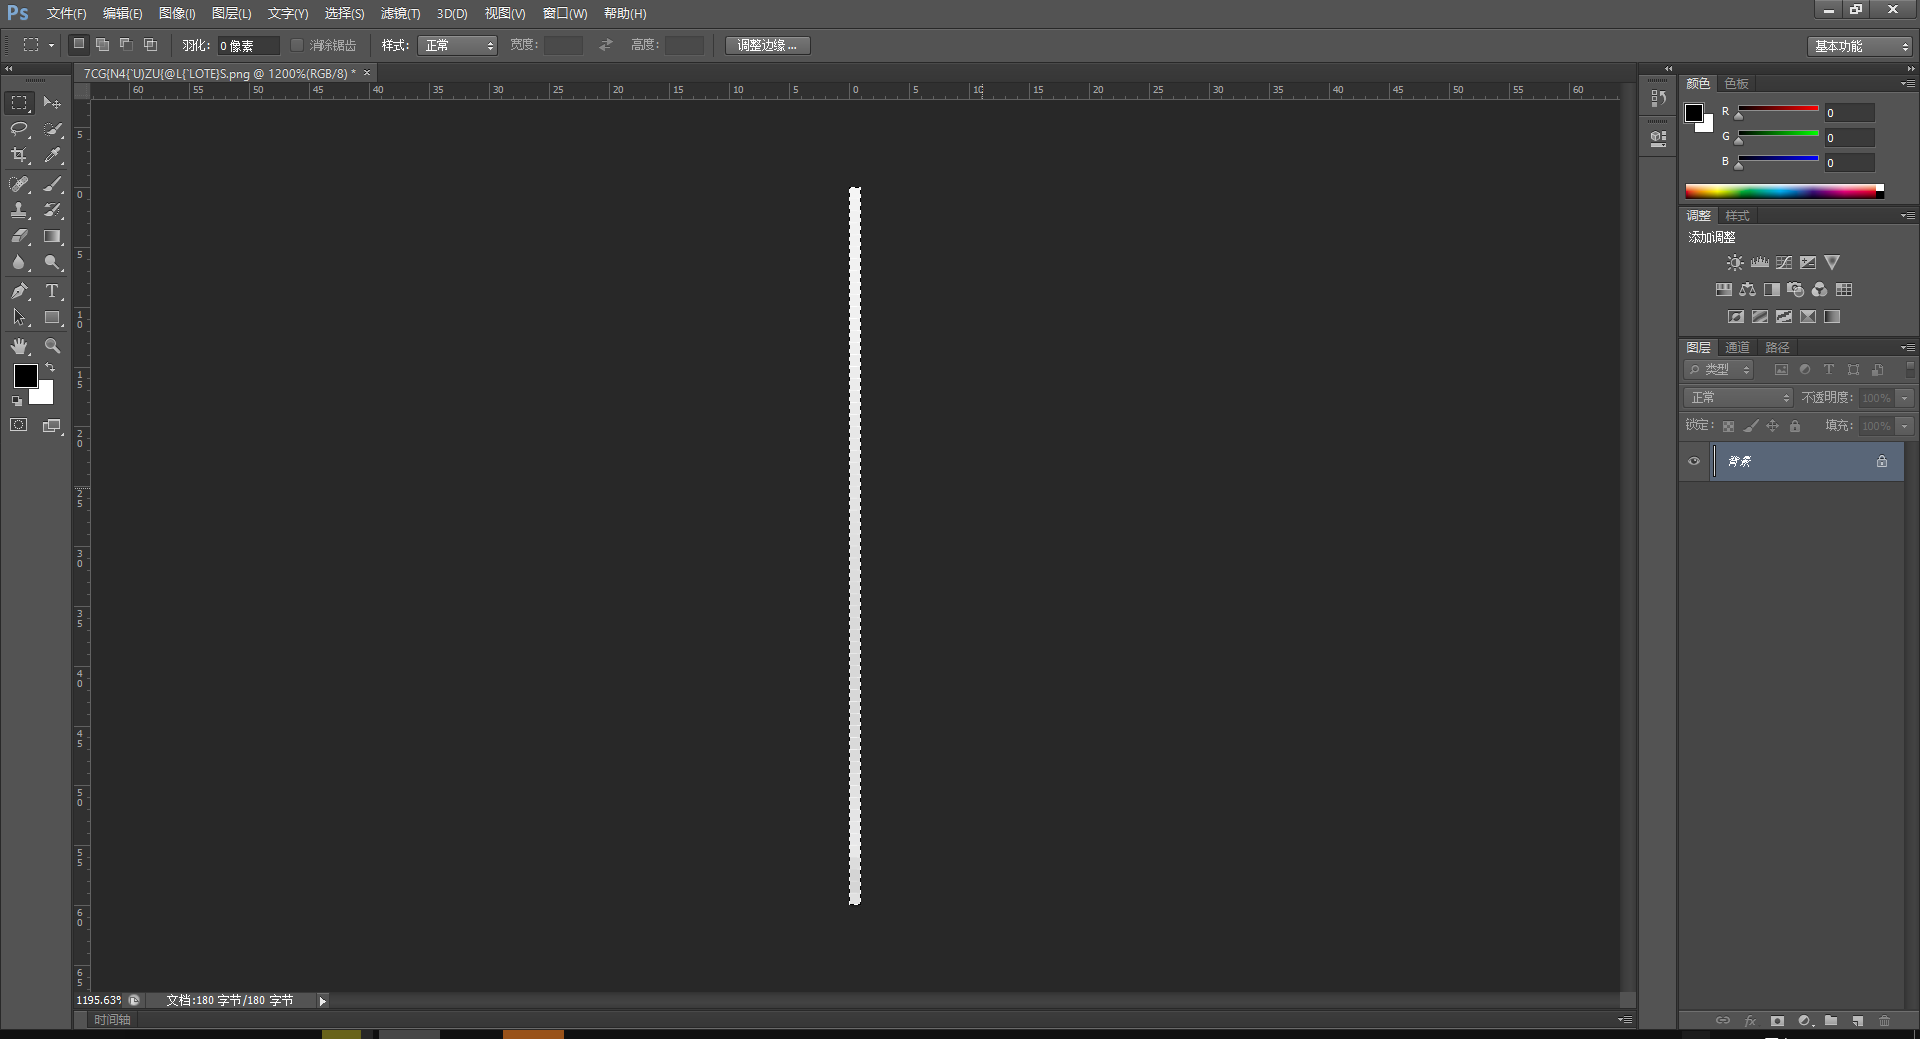 Ps 文件(F) 编辑(E) 图像(I) 图层(L) 文字(Y) 选择(S) 滤镜(T) 3D(D) 视图(V) 窗口(W) 帮助(H)
羽化: 0 像素 消除锯齿 样式: 正常 宽度: 高度: 调整边缘... 基本功能
7CG{N4{`U}ZU{@L{`LOTE}S.png @ 1200%(RGB/8) * ×
60 55 50 45 40 35 30 25 20 15 10 5 0 5 10 15 20 25 30 35 40 45 50 55 60
5
0
5
10
15
20
25
30
35
40
45
50
55
60
65
颜色 色板
R 0
G 0
B 0
调整 样式
添加调整
图层 通道 路径
类型
正常 不透明度: 100%
锁定: 填充: 100%
背景
T
fx
1195.63% 文档:180 字节/180 字节
时间轴